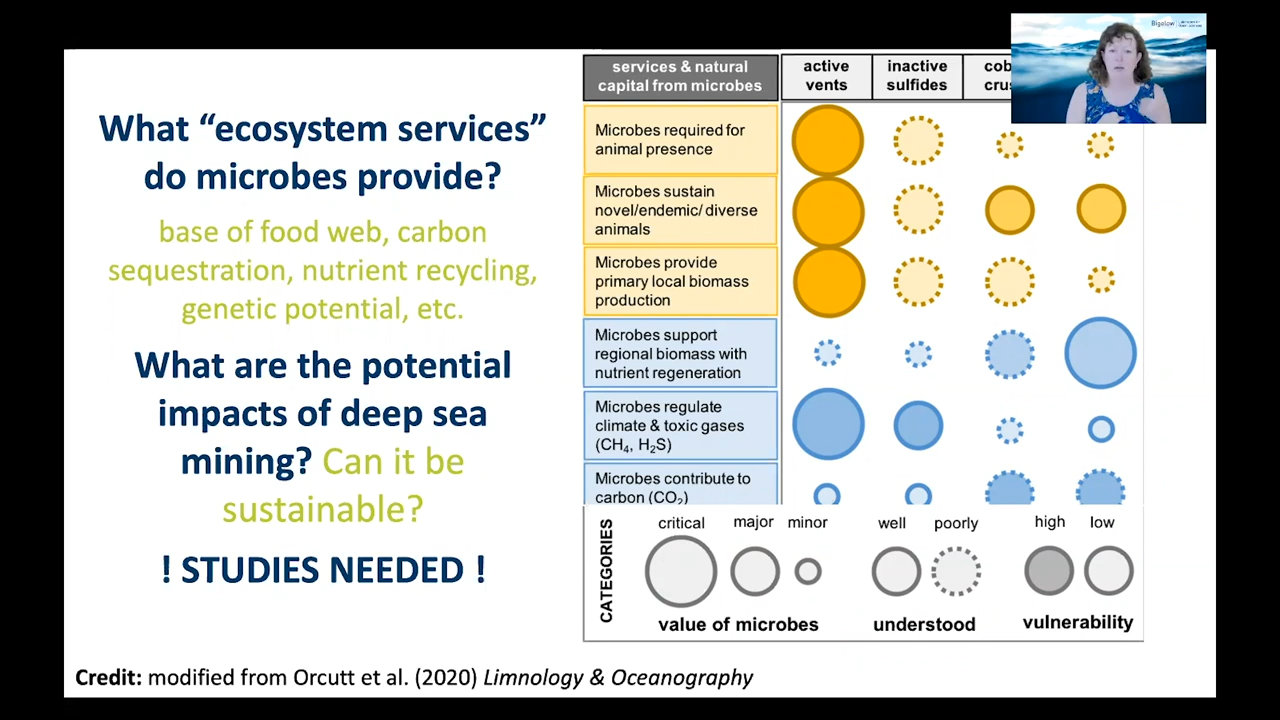 What “ecosystem services”
do microbes provide?
base of food web, carbon
sequestration, nutrient recycling,
genetic potential, etc.
What are the potential
impacts of deep sea
mining? Can it be
sustainable?
! STUDIES NEEDED !
services & natural
capital from microbes
active
vents
inactive
sulfides
Microbes required for
animal presence
Microbes sustain
novel/endemic/ diverse
animals
Microbes provide
primary local biomass
production
Microbes support
regional biomass with
nutrient regeneration
Microbes regulate
climate & toxic gases
(CH₄, H₂S)
Microbes contribute to
carbon (CO₂)
CATEGORIES
critical major minor
value of microbes
well poorly
understood
high low
vulnerability
Bigelow
Credit: modified from Orcutt et al. (2020) Limnology & Oceanography